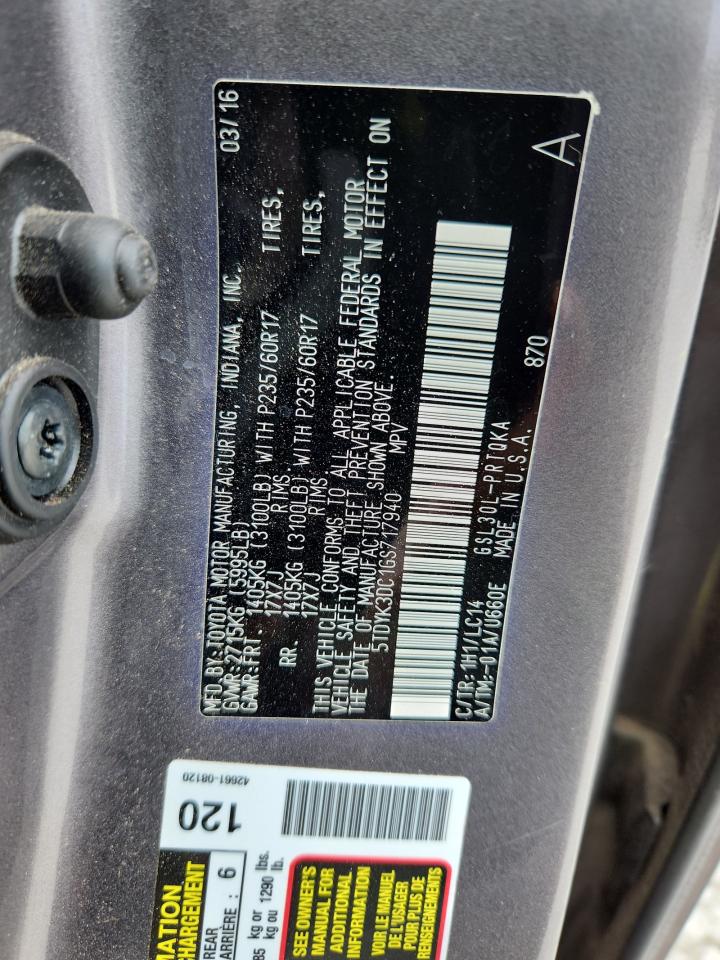 MFD.BY:TOYOTA MOTOR MANUFACTURING, INDIANA, INC. 03/16
GVWR:2715KG (5995LB)
GAWR:FRT. 1405KG (3100LB) WITH P235/60R17 TIRES,
17X7J RIMS
RR. 1405KG (3100LB) WITH P235/60R17 TIRES,
17X7J RIMS
THIS VEHICLE CONFORMS TO ALL APPLICABLE FEDERAL MOTOR
VEHICLE SAFETY AND THEFT PREVENTION STANDARDS IN EFFECT ON
THE DATE OF MANUFACTURE SHOWN ABOVE.
5TDYK3DC1GS717940 MPV
A
C/TR:1H1/LC14 GSL30L-PRTQKA 870
A/TM:-01A/U660E MADE IN U.S.A.
42661-08120
120
MATION
CHARGEMENT
REAR
ARRIÈRE : 6
85 kg or 1290 lbs.
kg ou lb.
SEE OWNER'S
MANUAL FOR
ADDITIONAL
INFORMATION
VOIR LE MANUEL
DE L'USAGER
POUR PLUS DE
RENSEIGNEMENTS